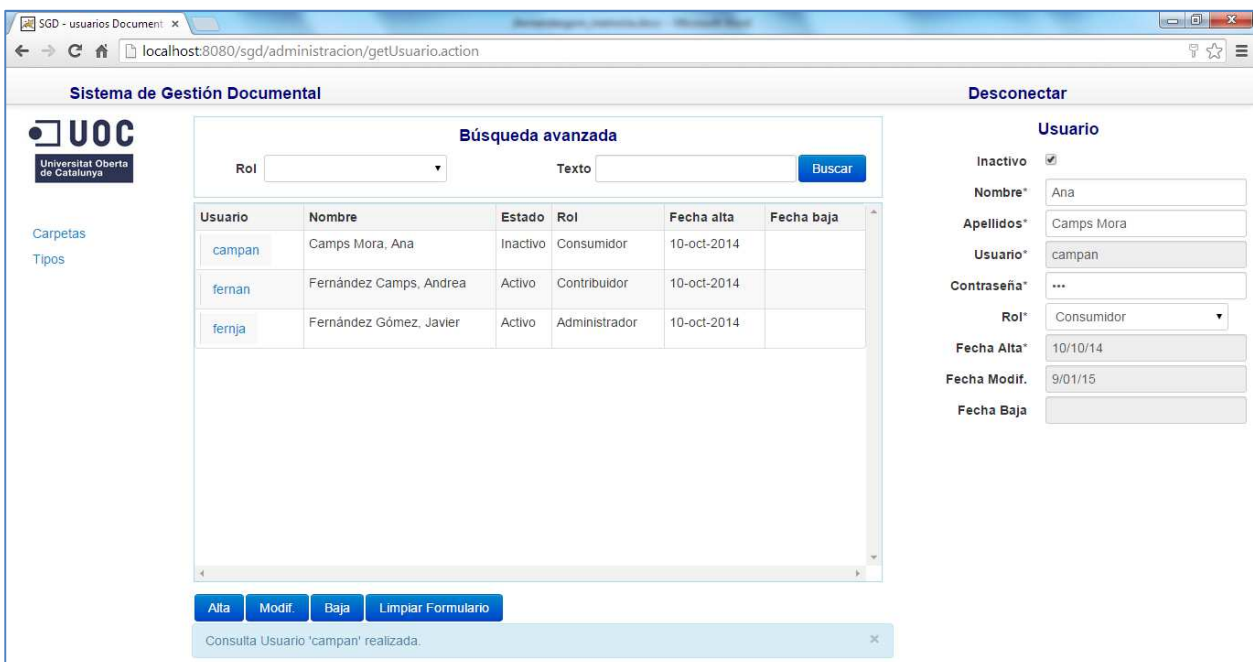 SGD - usuarios Document
localhost:8080/sgd/administracion/getUsuario.action
Sistema de Gestión Documental
Desconectar
UOC
Universitat Oberta
de Catalunya
Carpetas
Tipos
Búsqueda avanzada
Rol
Texto
Buscar
Usuario Nombre Estado Rol Fecha alta Fecha baja
campan Camps Mora, Ana Inactivo Consumidor 10-oct-2014
fernan Fernández Camps, Andrea Activo Contribuidor 10-oct-2014
fernja Fernández Gómez, Javier Activo Administrador 10-oct-2014
Alta Modif. Baja Limpiar Formulario
Consulta Usuario 'campan' realizada.
Usuario
Inactivo
Nombre* Ana
Apellidos* Camps Mora
Usuario* campan
Contraseña* •••
Rol* Consumidor
Fecha Alta* 10/10/14
Fecha Modif. 9/01/15
Fecha Baja